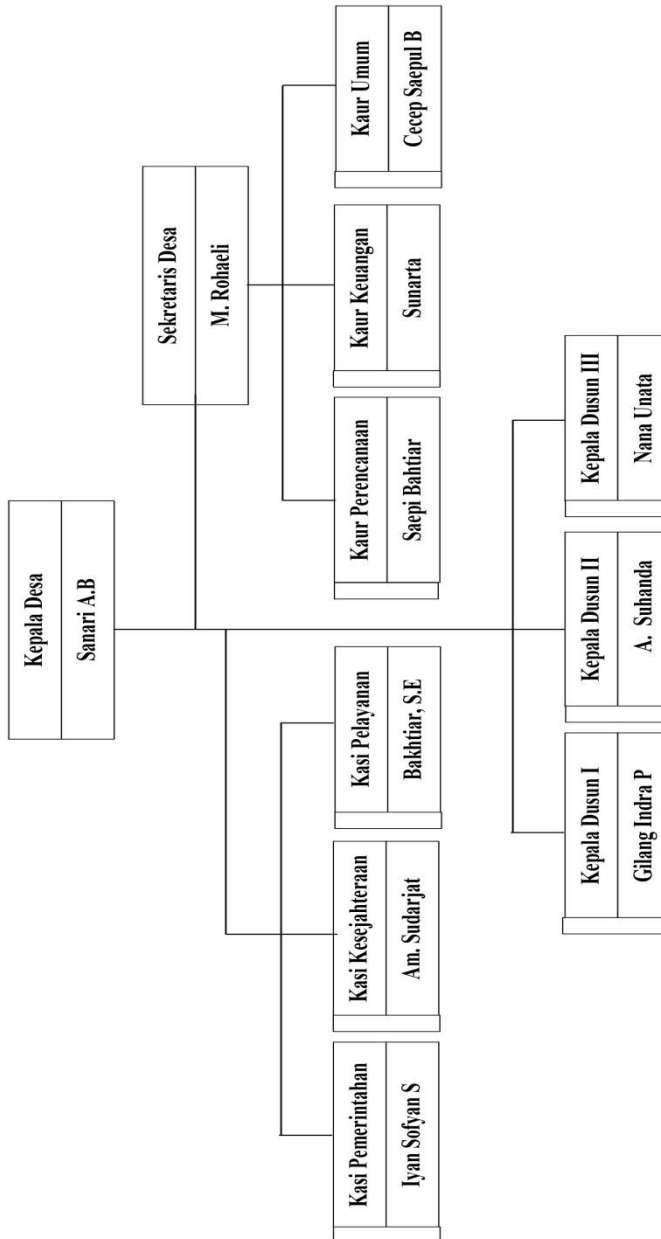 Kepala Desa
Sanari A.B
Sekretaris Desa
M. Rohaeli
Kasi Pemerintahan
Iyan Sofyan S
Kasi Kesejahteraan
Am. Sudarjat
Kasi Pelayanan
Bakhtiar, S.E
Kaur Perencanaan
Saepi Bahtiar
Kaur Keuangan
Sunarta
Kaur Umum
Cecep Saepul B
Kepala Dusun I
Gilang Indra P
Kepala Dusun II
A. Suhanda
Kepala Dusun III
Nana Unata